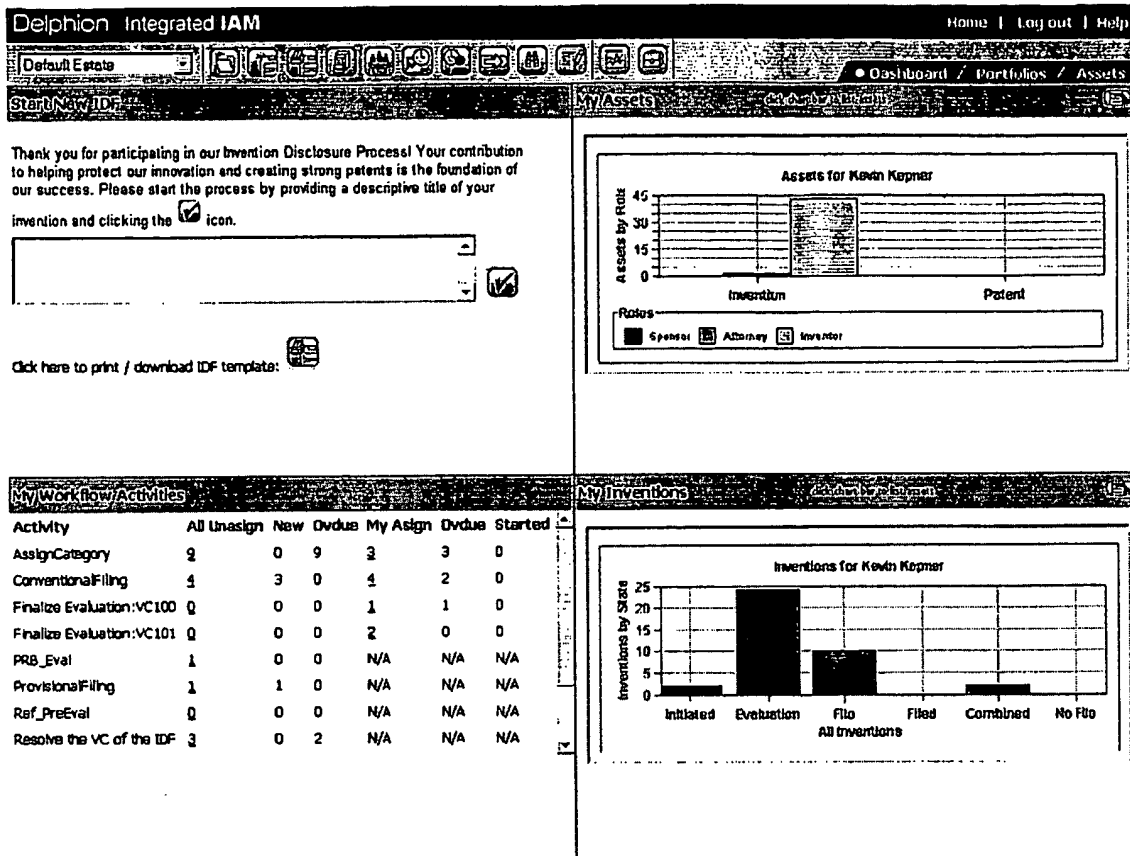 Delphion Integrated IAM
Home | Log out | Help
Default Estate
Dashboard / Portfolios / Assets
Start New IDF
Thank you for participating in our Invention Disclosure Process! Your contribution
to helping protect our innovation and creating strong patents is the foundation of
our success. Please start the process by providing a descriptive title of your
invention and clicking the icon.
Click here to print / download IDF template:
My Assets
Assets for Kevin Kepner
Assets by Role
45
30
15
0
Invention Patent
Roles
Sponsor Attorney Inventor
My Workflow Activities
Activity All Unasign New Ovdue My Asign Ovdue Started
AssignCategory 9 0 9 3 3 0
ConventionalFiling 4 3 0 4 2 0
Finalize Evaluation:VC100 0 0 0 1 1 0
Finalize Evaluation:VC101 0 0 0 2 0 0
PRB_Eval 1 0 0 N/A N/A N/A
ProvisionalFiling 1 1 0 N/A N/A N/A
Ref_PreEval 0 0 0 N/A N/A N/A
Resolve the VC of the IDF 3 0 2 N/A N/A N/A
My Inventions
Inventions for Kevin Kepner
Inventions by State
25
20
15
10
5
0
Initiated Evaluation File Filed Combined No File
All Inventions